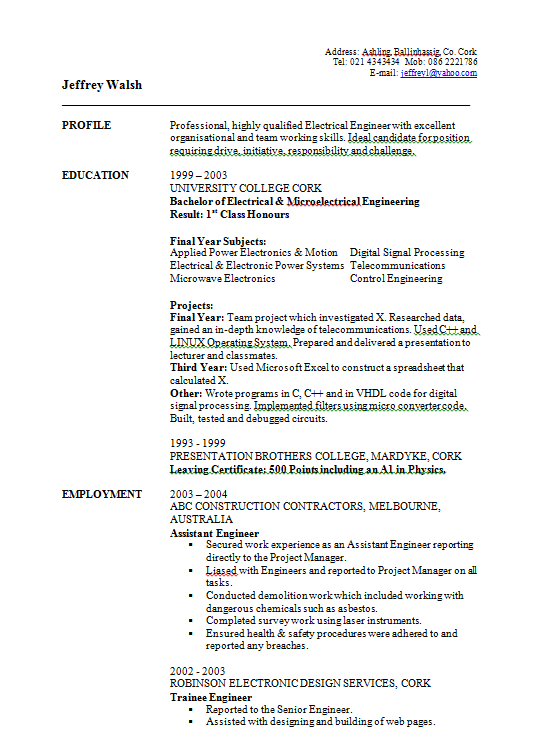 Address: Ashling, Ballinhassig, Co. Cork
Tel: 021 4343434 Mob: 086 2221786
E-mail: jeffreyl@yahoo.com
Jeffrey Walsh
PROFILE Professional, highly qualified Electrical Engineer with excellent
organisational and team working skills. Ideal candidate for position
requiring drive, initiative, responsibility and challenge.
EDUCATION 1999 – 2003
UNIVERSITY COLLEGE CORK
Bachelor of Electrical & Microelectrical Engineering
Result: 1st Class Honours
Final Year Subjects:
Applied Power Electronics & Motion Digital Signal Processing
Electrical & Electronic Power Systems Telecommunications
Microwave Electronics Control Engineering
Projects:
Final Year: Team project which investigated X. Researched data,
gained an in-depth knowledge of telecommunications. Used C++ and
LINUX Operating System. Prepared and delivered a presentation to
lecturer and classmates.
Third Year: Used Microsoft Excel to construct a spreadsheet that
calculated X.
Other: Wrote programs in C, C++ and in VHDL code for digital
signal processing. Implemented filters using micro converter code.
Built, tested and debugged circuits.
1993 - 1999
PRESENTATION BROTHERS COLLEGE, MARDYKE, CORK
Leaving Certificate: 500 Points including an A1 in Physics.
EMPLOYMENT 2003 – 2004
ABC CONSTRUCTION CONTRACTORS, MELBOURNE,
AUSTRALIA
Assistant Engineer
▪ Secured work experience as an Assistant Engineer reporting
directly to the Project Manager.
▪ Liased with Engineers and reported to Project Manager on all
tasks.
▪ Conducted demolition work which included working with
dangerous chemicals such as asbestos.
▪ Completed survey work using laser instruments.
▪ Ensured health & safety procedures were adhered to and
reported any breaches.
2002 - 2003
ROBINSON ELECTRONIC DESIGN SERVICES, CORK
Trainee Engineer
▪ Reported to the Senior Engineer.
▪ Assisted with designing and building of web pages.